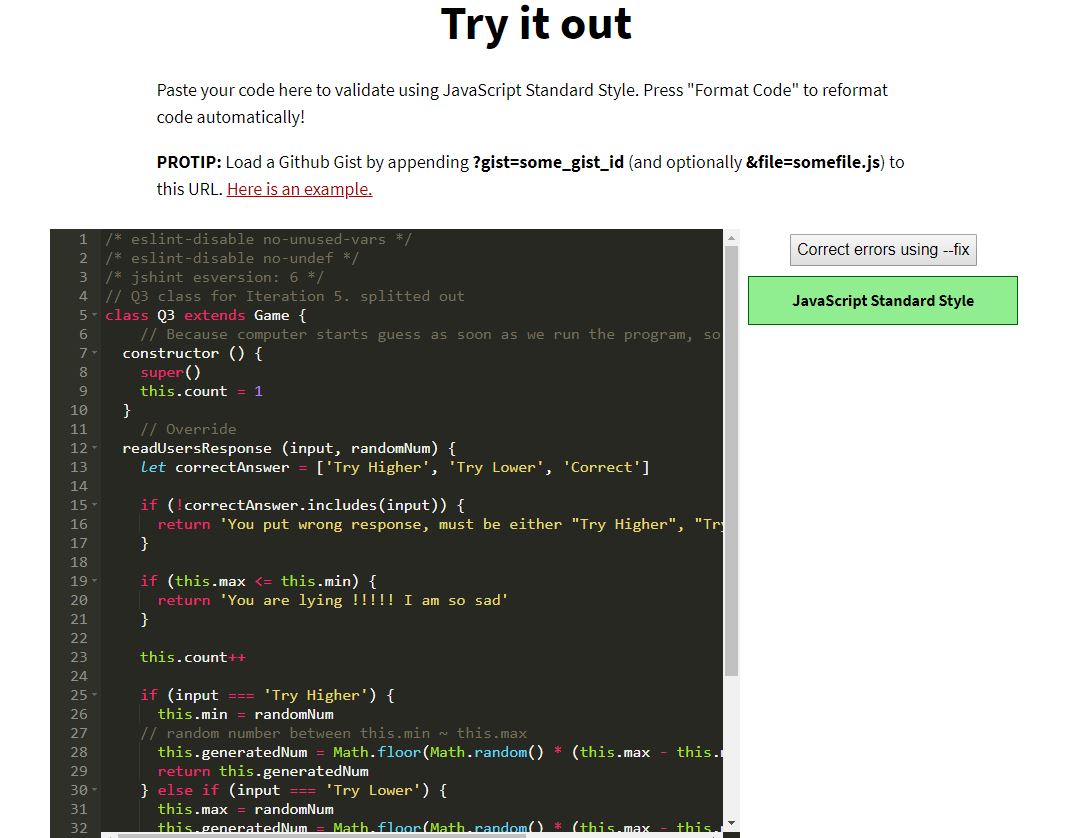 Try it out
Paste your code here to validate using JavaScript Standard Style. Press "Format Code" to reformat
code automatically!
PROTIP: Load a Github Gist by appending ?gist=some_gist_id (and optionally &file=somefile.js) to
this URL. Here is an example.
Correct errors using --fix
JavaScript Standard Style
1 /* eslint-disable no-unused-vars */
2 /* eslint-disable no-undef */
3 /* jshint esversion: 6 */
4 // Q3 class for Iteration 5. splitted out
5 class Q3 extends Game {
6 // Because computer starts guess as soon as we run the program, so
7 constructor () {
8 super()
9 this.count = 1
10 }
11 // Override
12 readUsersResponse (input, randomNum) {
13 let correctAnswer = ['Try Higher', 'Try Lower', 'Correct']
14
15 if (!correctAnswer.includes(input)) {
16 return 'You put wrong response, must be either "Try Higher", "Try
17 }
18
19 if (this.max <= this.min) {
20 return 'You are lying !!!!! I am so sad'
21 }
22
23 this.count++
24
25 if (input === 'Try Higher') {
26 this.min = randomNum
27 // random number between this.min ~ this.max
28 this.generatedNum = Math.floor(Math.random() * (this.max - this.
29 return this.generatedNum
30 } else if (input === 'Try Lower') {
31 this.max = randomNum
32 this.generatedNum = Math.floor(Math.random() * (this.max - this.